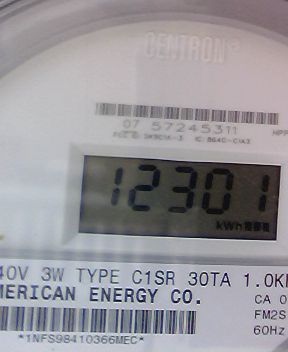 CENTRON®
07 57245311
12301
kWh
40V 3W TYPE C1SR 30TA 1.0K
MERICAN ENERGY CO.
CA 0
FM2S
60Hz
*1NFS98410366MEC*